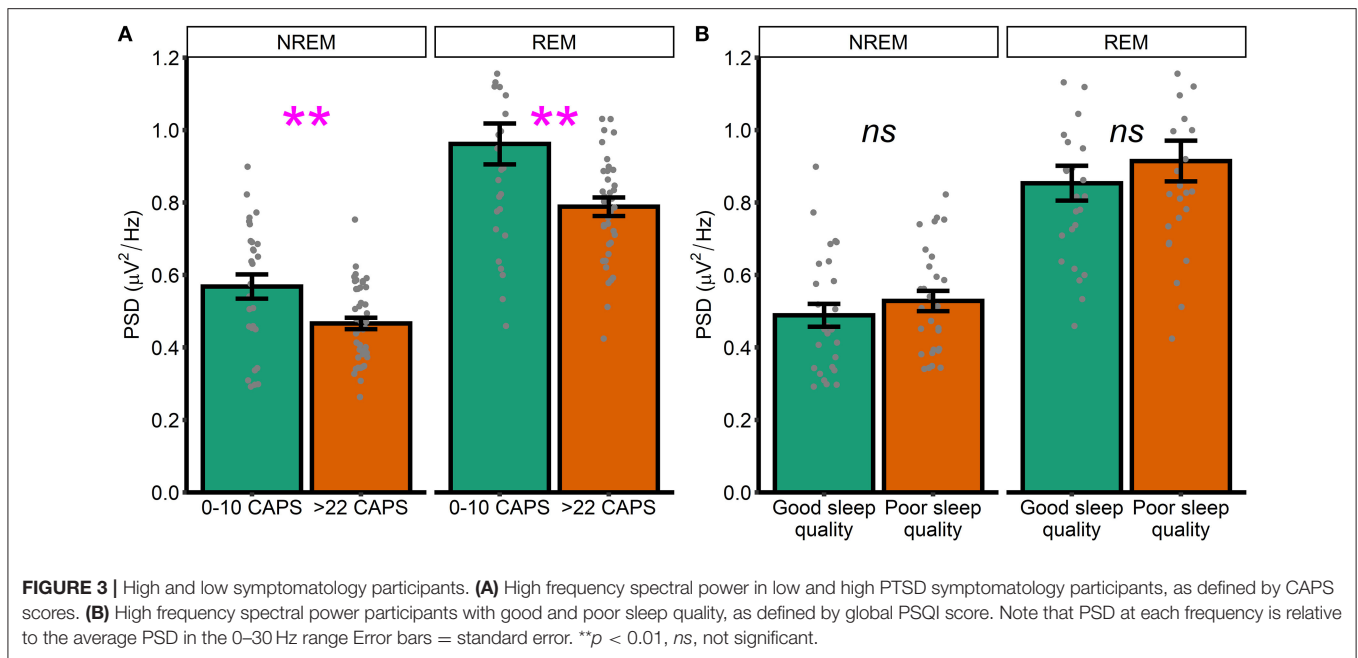 A
NREM
REM
1.2
1.0
0.8
0.6
0.4
0.2
0.0
PSD (μV²/Hz)
**
**
0-10 CAPS
>22 CAPS
0-10 CAPS
>22 CAPS
B
NREM
REM
1.2
1.0
0.8
0.6
0.4
0.2
0.0
PSD (μV²/Hz)
ns
ns
Good sleep quality
Poor sleep quality
Good sleep quality
Poor sleep quality
FIGURE 3 | High and low symptomatology participants. (A) High frequency spectral power in low and high PTSD symptomatology participants, as defined by CAPS
scores. (B) High frequency spectral power participants with good and poor sleep quality, as defined by global PSQI score. Note that PSD at each frequency is relative
to the average PSD in the 0–30 Hz range Error bars = standard error. **p < 0.01, ns, not significant.